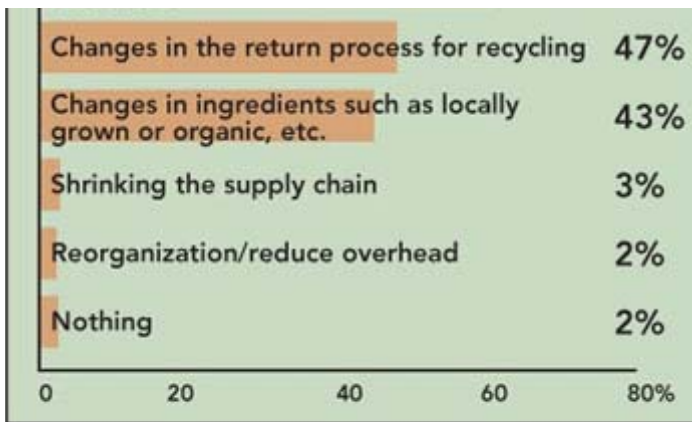 Changes in the return process for recycling 47%
Changes in ingredients such as locally
grown or organic, etc. 43%
Shrinking the supply chain 3%
Reorganization/reduce overhead 2%
Nothing 2%
0 20 40 60 80%